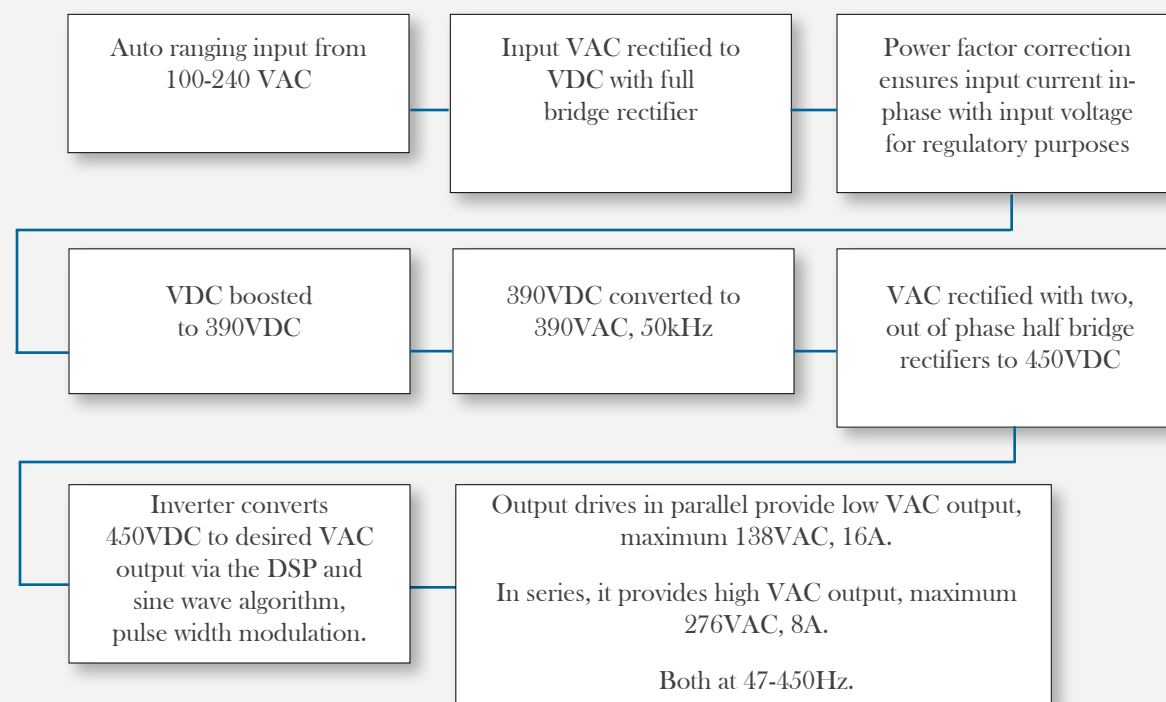 Auto ranging input from
100-240 VAC
Input VAC rectified to
VDC with full
bridge rectifier
Power factor correction
ensures input current in-
phase with input voltage
for regulatory purposes
VDC boosted
to 390VDC
390VDC converted to
390VAC, 50kHz
VAC rectified with two,
out of phase half bridge
rectifiers to 450VDC
Inverter converts
450VDC to desired VAC
output via the DSP and
sine wave algorithm,
pulse width modulation.
Output drives in parallel provide low VAC output,
maximum 138VAC, 16A.
In series, it provides high VAC output, maximum
276VAC, 8A.
Both at 47-450Hz.